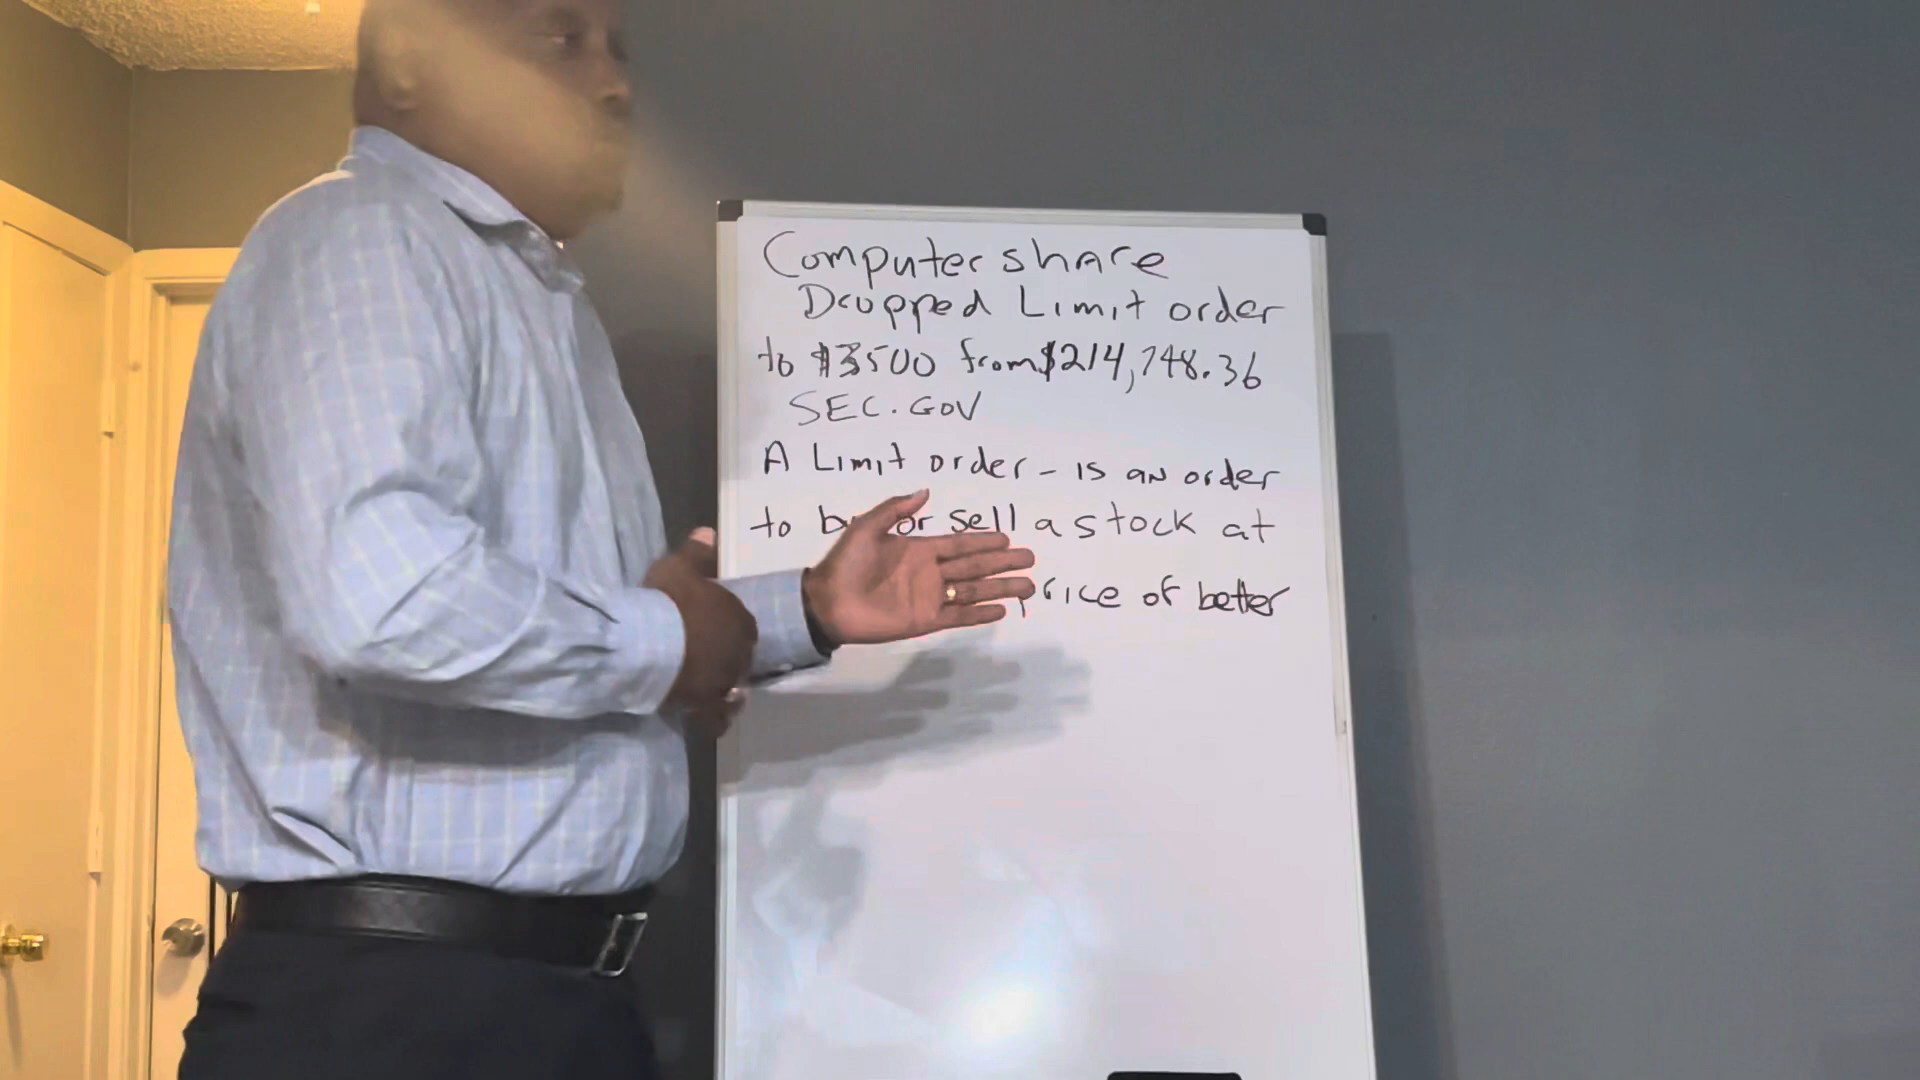 Computershare
Dropped Limit order
to $3500 from $214,748.36
SEC.GOV
A Limit order - is an order
to or sell a stock at
price of better